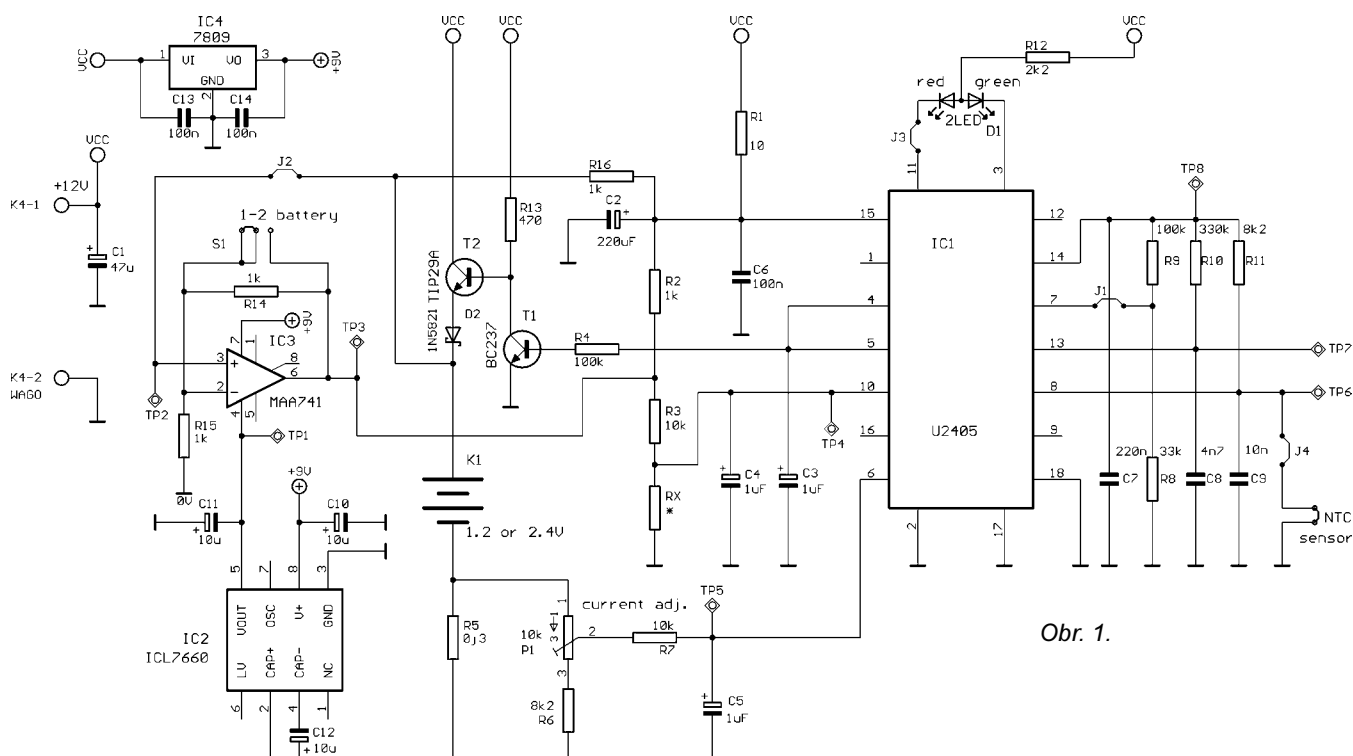 IC4
7809
VCC
1
VI
VO
3
+9V
GND
2
C13
100n
C14
100n
VCC
+12V
K4-1
C1
47u
K4-2
WAGO
J2
1-2 battery
S1
1k
R14
+9V
7
1
IC3
8
3
+
2
-
6
4
5
MAA741
TP2
TP3
TP1
R15
1k
0V
C11
10u
+9V
C10
10u
5
7
8
3
VOUT
OSC
V+
GND
IC2
ICL7660
LV
CAP+
CAP-
NC
6
2
4
1
C12
10u
VCC
VCC
R13
470
T2
1N5821
TIP29A
D2
BC237
T1
R4
100k
K1
1.2 or 2.4V
R5
0j3
10k
P1
1
3
1
2
3
current adj.
10k
R7
8k2
R6
TP5
C5
1uF
VCC
R1
10
R16
1k
C2
220uF
R2
1k
C6
100n
R3
10k
RX
*
C4
1uF
C3
1uF
TP4
VCC
R12
2k2
red
green
2LED
D1
J3
11
3
15
1
4
5
10
16
6
IC1
U2405
12
14
7
13
8
9
18
2
17
TP8
100k
330k
8k2
R9
R10
R11
J1
TP7
TP6
220n
33k
4n7
10n
C7
R8
C8
C9
J4
NTC
sensor
Obr. 1.